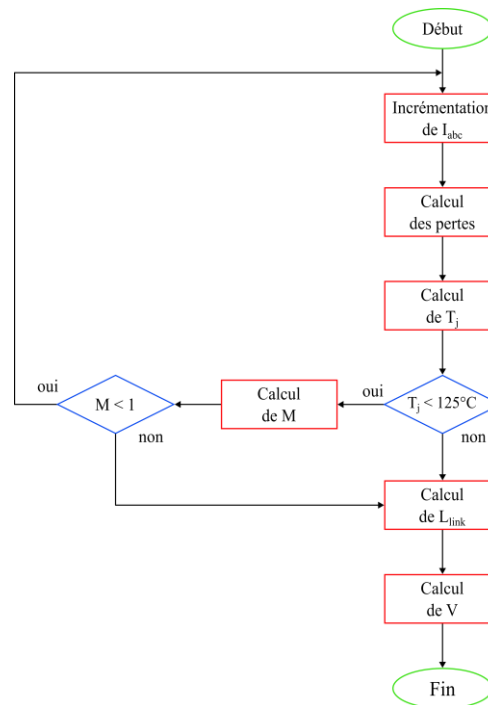 Début
Incrémentation
de Iabc
Calcul
des pertes
Calcul
de Tj
oui
M < 1
non
Calcul
de M
oui
Tj < 125°C
non
Calcul
de Llink
Calcul
de V
Fin